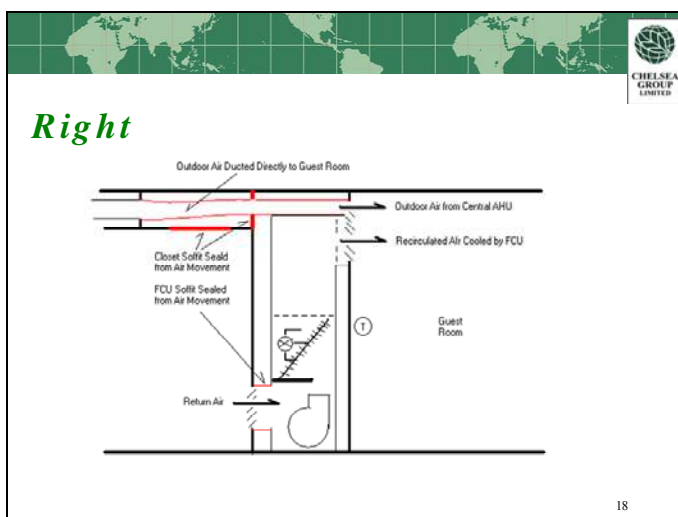 CHELSEA
GROUP
LIMITED
Right
Outdoor Air Ducted Directly to Guest Room
Outdoor Air from Central AHU
Recirculated Air Cooled by FCU
Closet Soffit Seald
from Air Movement
FCU Soffit Sealed
from Air Movement
T
Guest
Room
Return Air
18